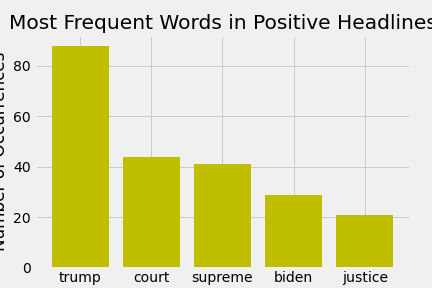 Most Frequent Words in Positive Headlines
Number of Occurrences
80
60
40
20
0
trump court supreme biden justice